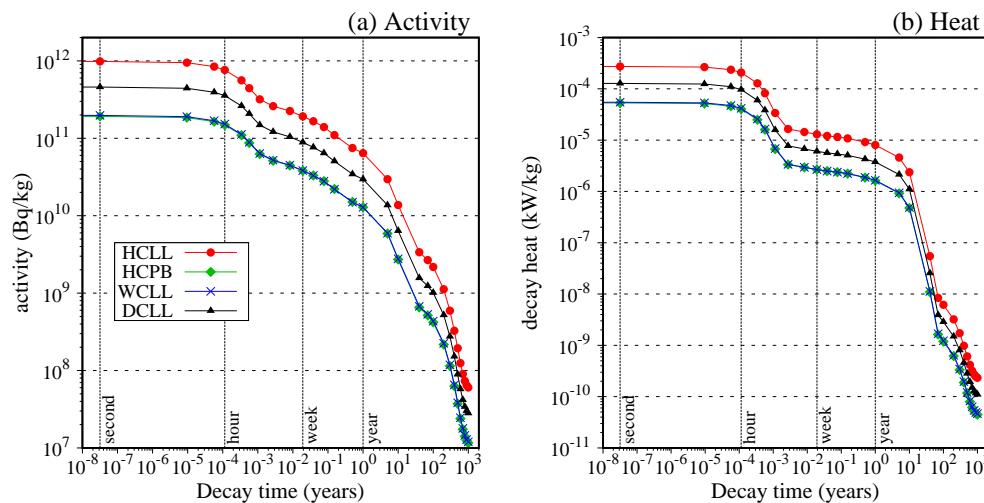 (a) Activity
10^12
10^11
10^10
10^9
10^8
10^7
activity (Bq/kg)
HCLL
HCPB
WCLL
DCLL
second
hour
week
year
10^-8 10^-7 10^-6 10^-5 10^-4 10^-3 10^-2 10^-1 10^0 10^1 10^2 10^3
Decay time (years)
(b) Heat
10^-3
10^-4
10^-5
10^-6
10^-7
10^-8
10^-9
10^-10
10^-11
decay heat (kW/kg)
second
hour
week
year
10^-8 10^-7 10^-6 10^-5 10^-4 10^-3 10^-2 10^-1 10^0 10^1 10^2 10^3
Decay time (years)